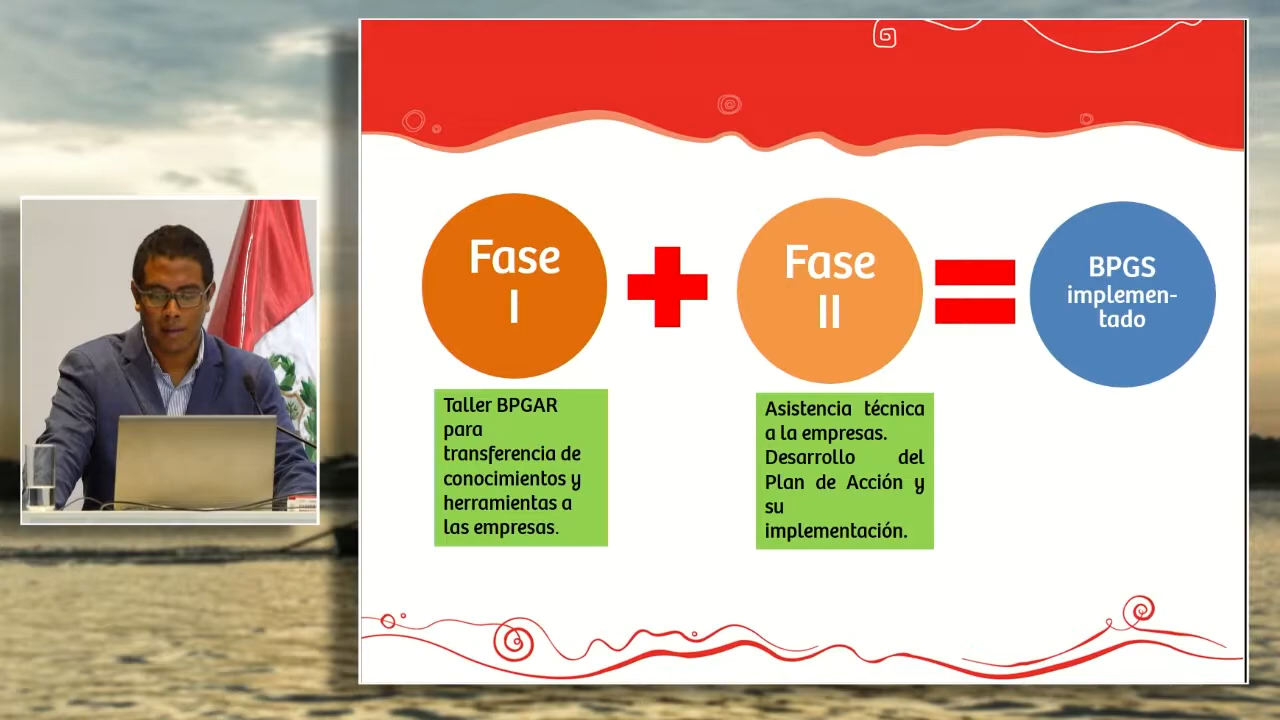 Fase
I
Fase
II
BPGS
implemen-
tado
Taller BPGAR
para
transferencia de
conocimientos y
herramientas a
las empresas.
Asistencia técnica
a la empresas.
Desarrollo del
Plan de Acción y
su
implementación.